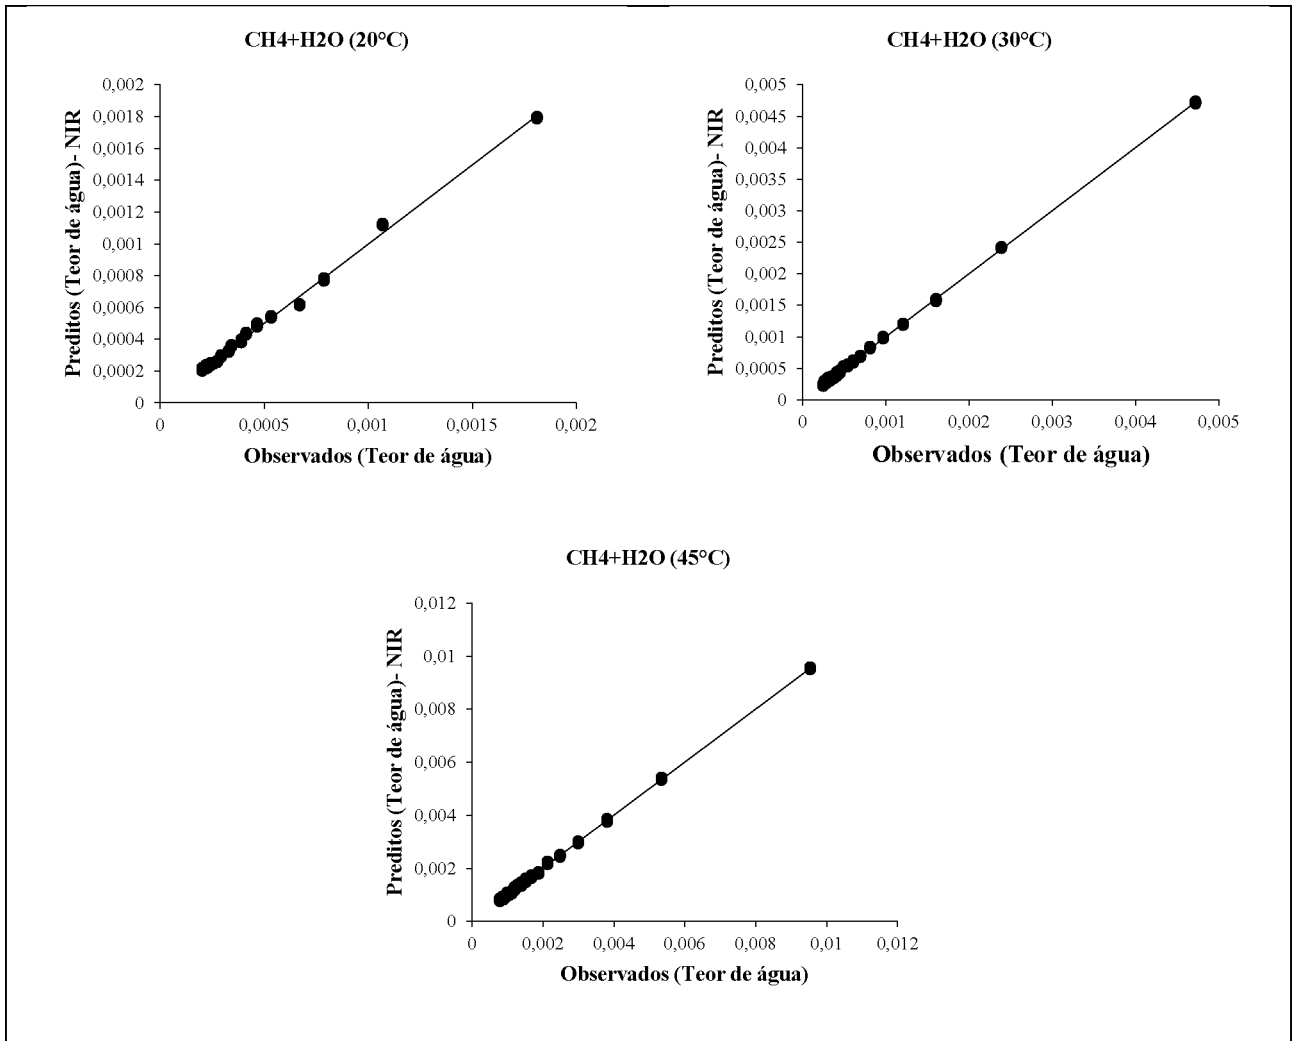 CH4+H2O (20°C)
Preditos (Teor de água)- NIR
0,002
0,0018
0,0016
0,0014
0,0012
0,001
0,0008
0,0006
0,0004
0,0002
0
0 0,0005 0,001 0,0015 0,002
Observados (Teor de água)
CH4+H2O (30°C)
Preditos (Teor de água)- NIR
0,005
0,0045
0,004
0,0035
0,003
0,0025
0,002
0,0015
0,001
0,0005
0
0 0,001 0,002 0,003 0,004 0,005
Observados (Teor de água)
CH4+H2O (45°C)
Preditos (Teor de água)- NIR
0,012
0,01
0,008
0,006
0,004
0,002
0
0 0,002 0,004 0,006 0,008 0,01 0,012
Observados (Teor de água)